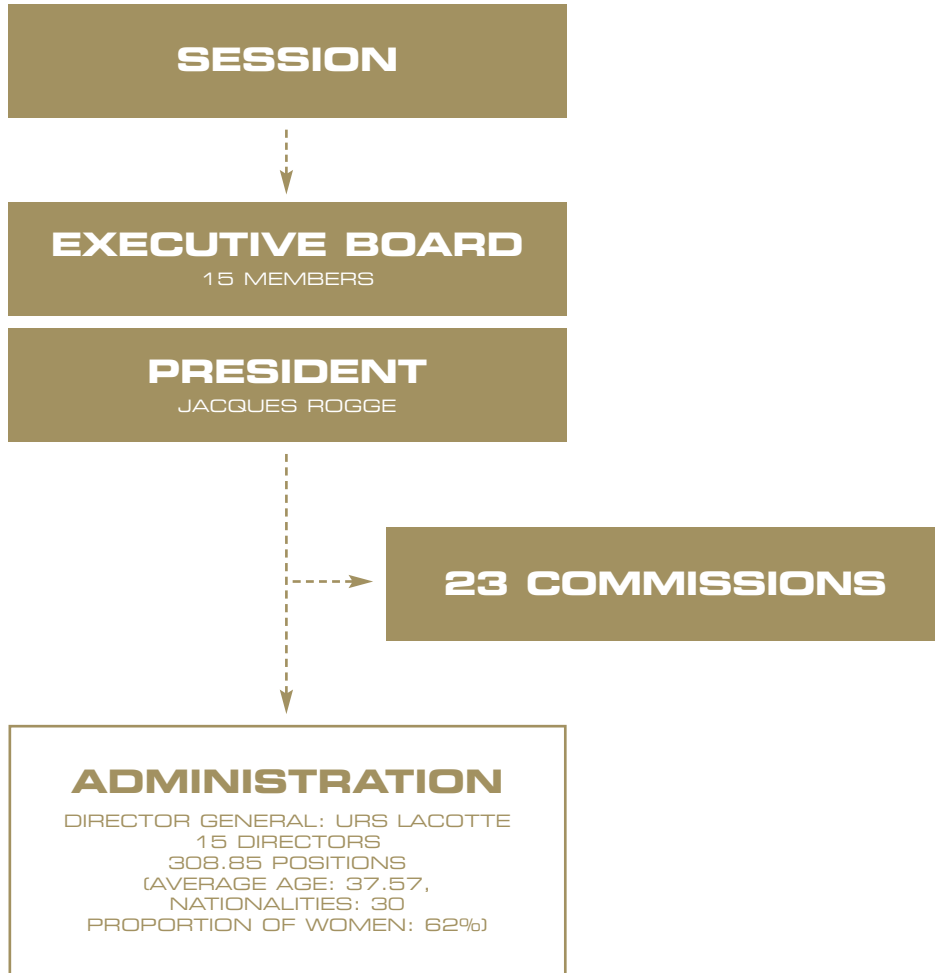 SESSION
EXECUTIVE BOARD
15 MEMBERS
PRESIDENT
JACQUES ROGGE
23 COMMISSIONS
ADMINISTRATION
DIRECTOR GENERAL: URS LACOTTE
15 DIRECTORS
308.85 POSITIONS
(AVERAGE AGE: 37.57,
NATIONALITIES: 30
PROPORTION OF WOMEN: 62%)